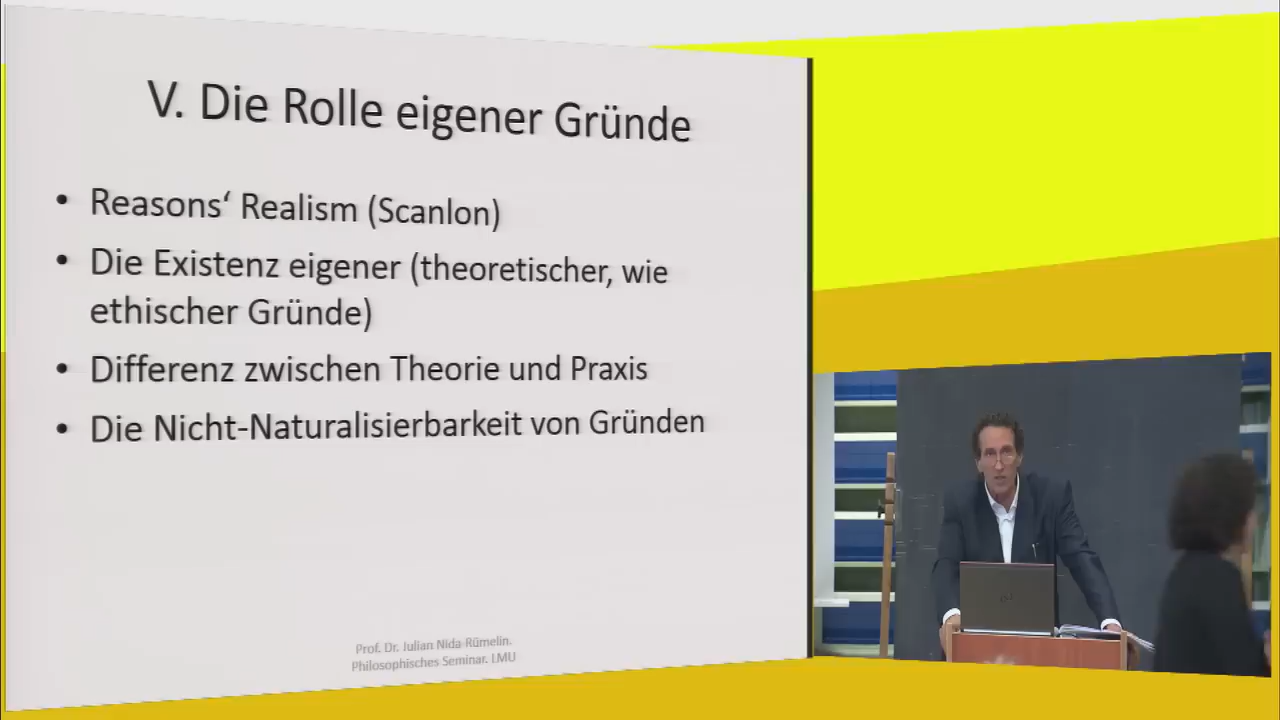 V. Die Rolle eigener Gründe
• Reasons‘ Realism (Scanlon)
• Die Existenz eigener (theoretischer, wie
ethischer Gründe)
• Differenz zwischen Theorie und Praxis
• Die Nicht-Naturalisierbarkeit von Gründen
Prof. Dr. Julian Nida-Rümelin.
Philosophisches Seminar. LMU